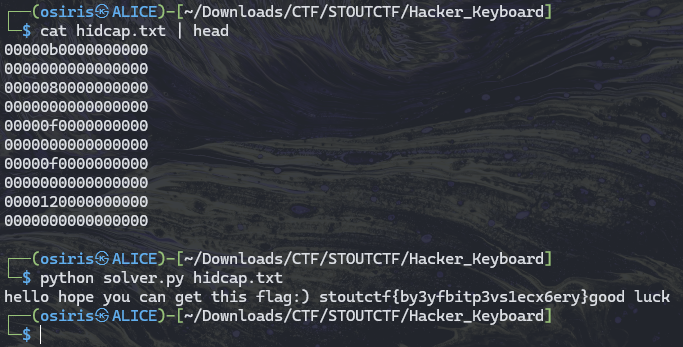 ┌──(osiris㉿ALICE)-[~/Downloads/CTF/STOUTCTF/Hacker_Keyboard]
└─$ cat hidcap.txt | head
00000b0000000000
0000000000000000
0000080000000000
0000000000000000
00000f0000000000
0000000000000000
00000f0000000000
0000000000000000
0000120000000000
0000000000000000
┌──(osiris㉿ALICE)-[~/Downloads/CTF/STOUTCTF/Hacker_Keyboard]
└─$ python solver.py hidcap.txt
hello hope you can get this flag:) stoutctf{by3yfbitp3vs1ecx6ery}good luck
┌──(osiris㉿ALICE)-[~/Downloads/CTF/STOUTCTF/Hacker_Keyboard]
└─$